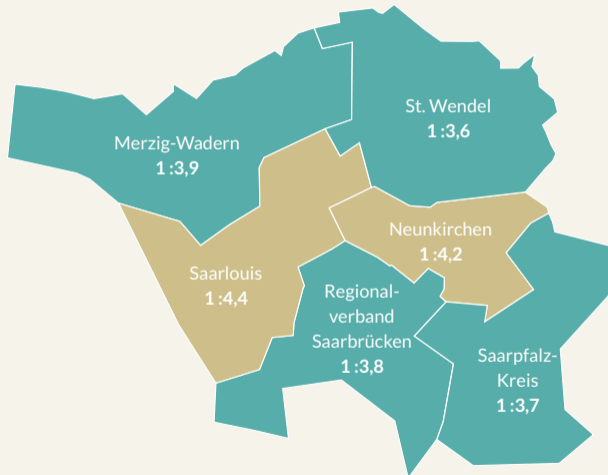 St. Wendel
1:3,6
Merzig-Wadern
1:3,9
Neunkirchen
1:4,2
Saarlouis
1:4,4
Regional-
verband
Saarbrücken
1:3,8
Saarpfalz-
Kreis
1:3,7